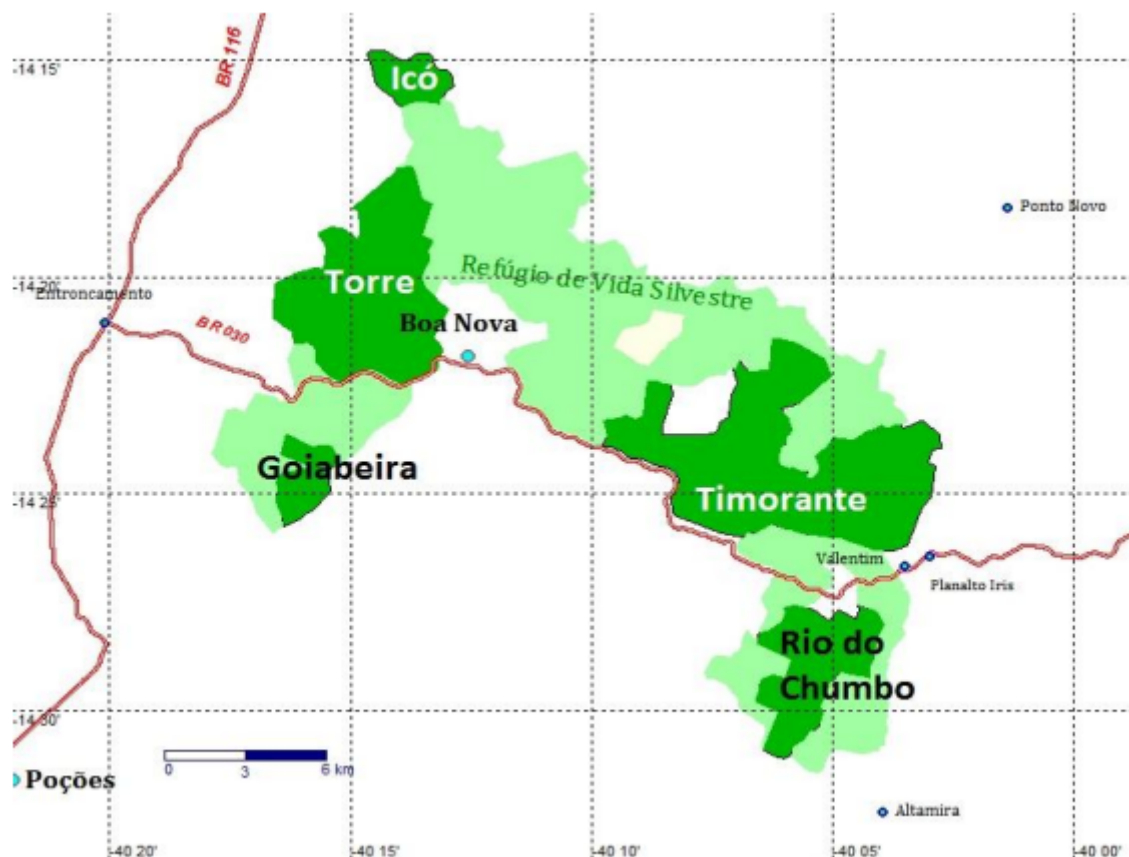 -14 15'
BR 116
Icó
Ponto Novo
-14 20'
Refúgio de Vida Silvestre
Torre
Entroncamento
BR 030
Boa Nova
Goiabeira
-14 25'
Timorante
Valentim
Planalto Iris
Rio do
Chumbo
-14 30'
0 3 6 km
Poções
Altamira
-40 20' -40 15' -40 10' -40 05' -40 00'